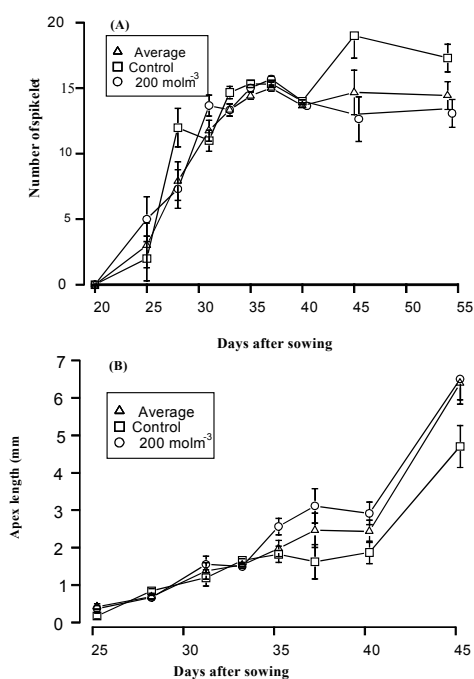 (A)
20
15
10
5
0
Number of spikelet
Average
Control
200 molm-3
20 25 30 35 40 45 50 55
Days after sowing
(B)
7
6
5
4
3
2
1
0
Apex length (mm
Average
Control
200 molm-3
25 30 35 40 45
Days after sowing